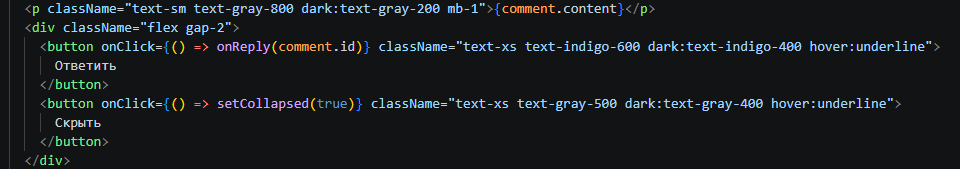 <p className="text-sm text-gray-800 dark:text-gray-200 mb-1">{comment.content}</p>
<div className="flex gap-2">
<button onClick={() => onReply(comment.id)} className="text-xs text-indigo-600 dark:text-indigo-400 hover:underline">
Ответить
</button>
<button onClick={() => setCollapsed(true)} className="text-xs text-gray-500 dark:text-gray-400 hover:underline">
Скрыть
</button>
</div>